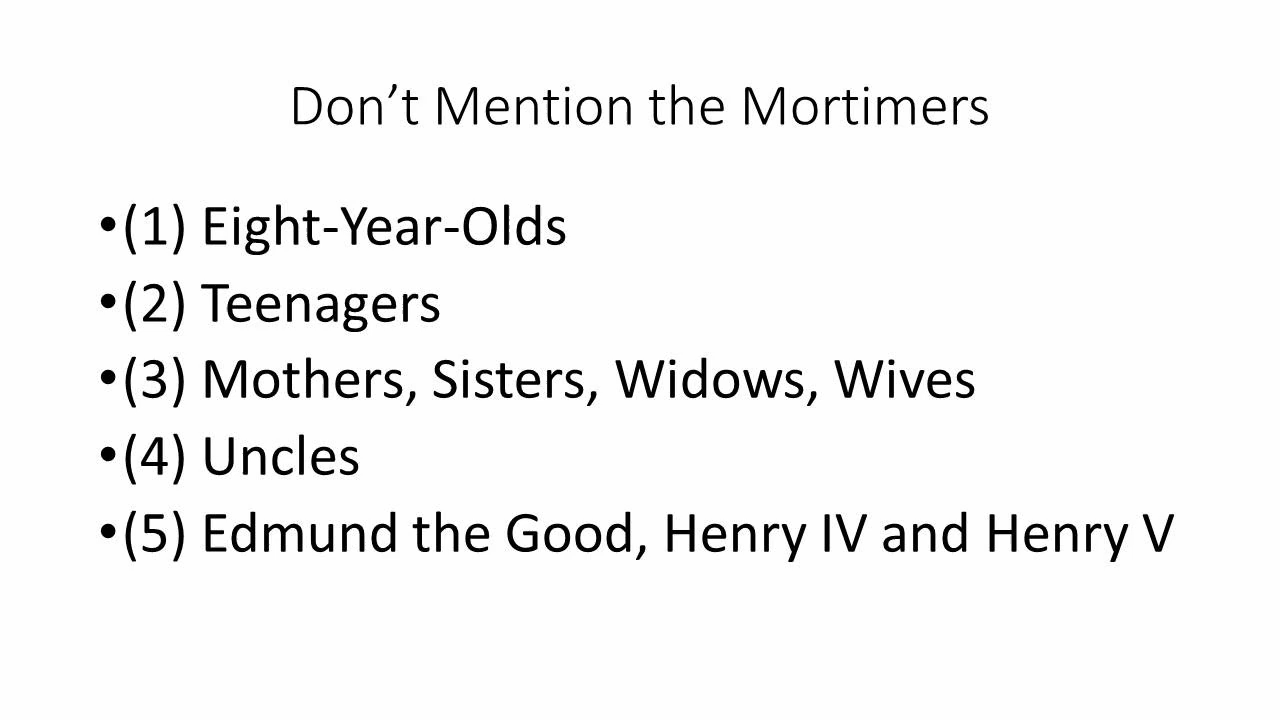 Don’t Mention the Mortimers
•(1) Eight-Year-Olds
•(2) Teenagers
•(3) Mothers, Sisters, Widows, Wives
•(4) Uncles
•(5) Edmund the Good, Henry IV and Henry V